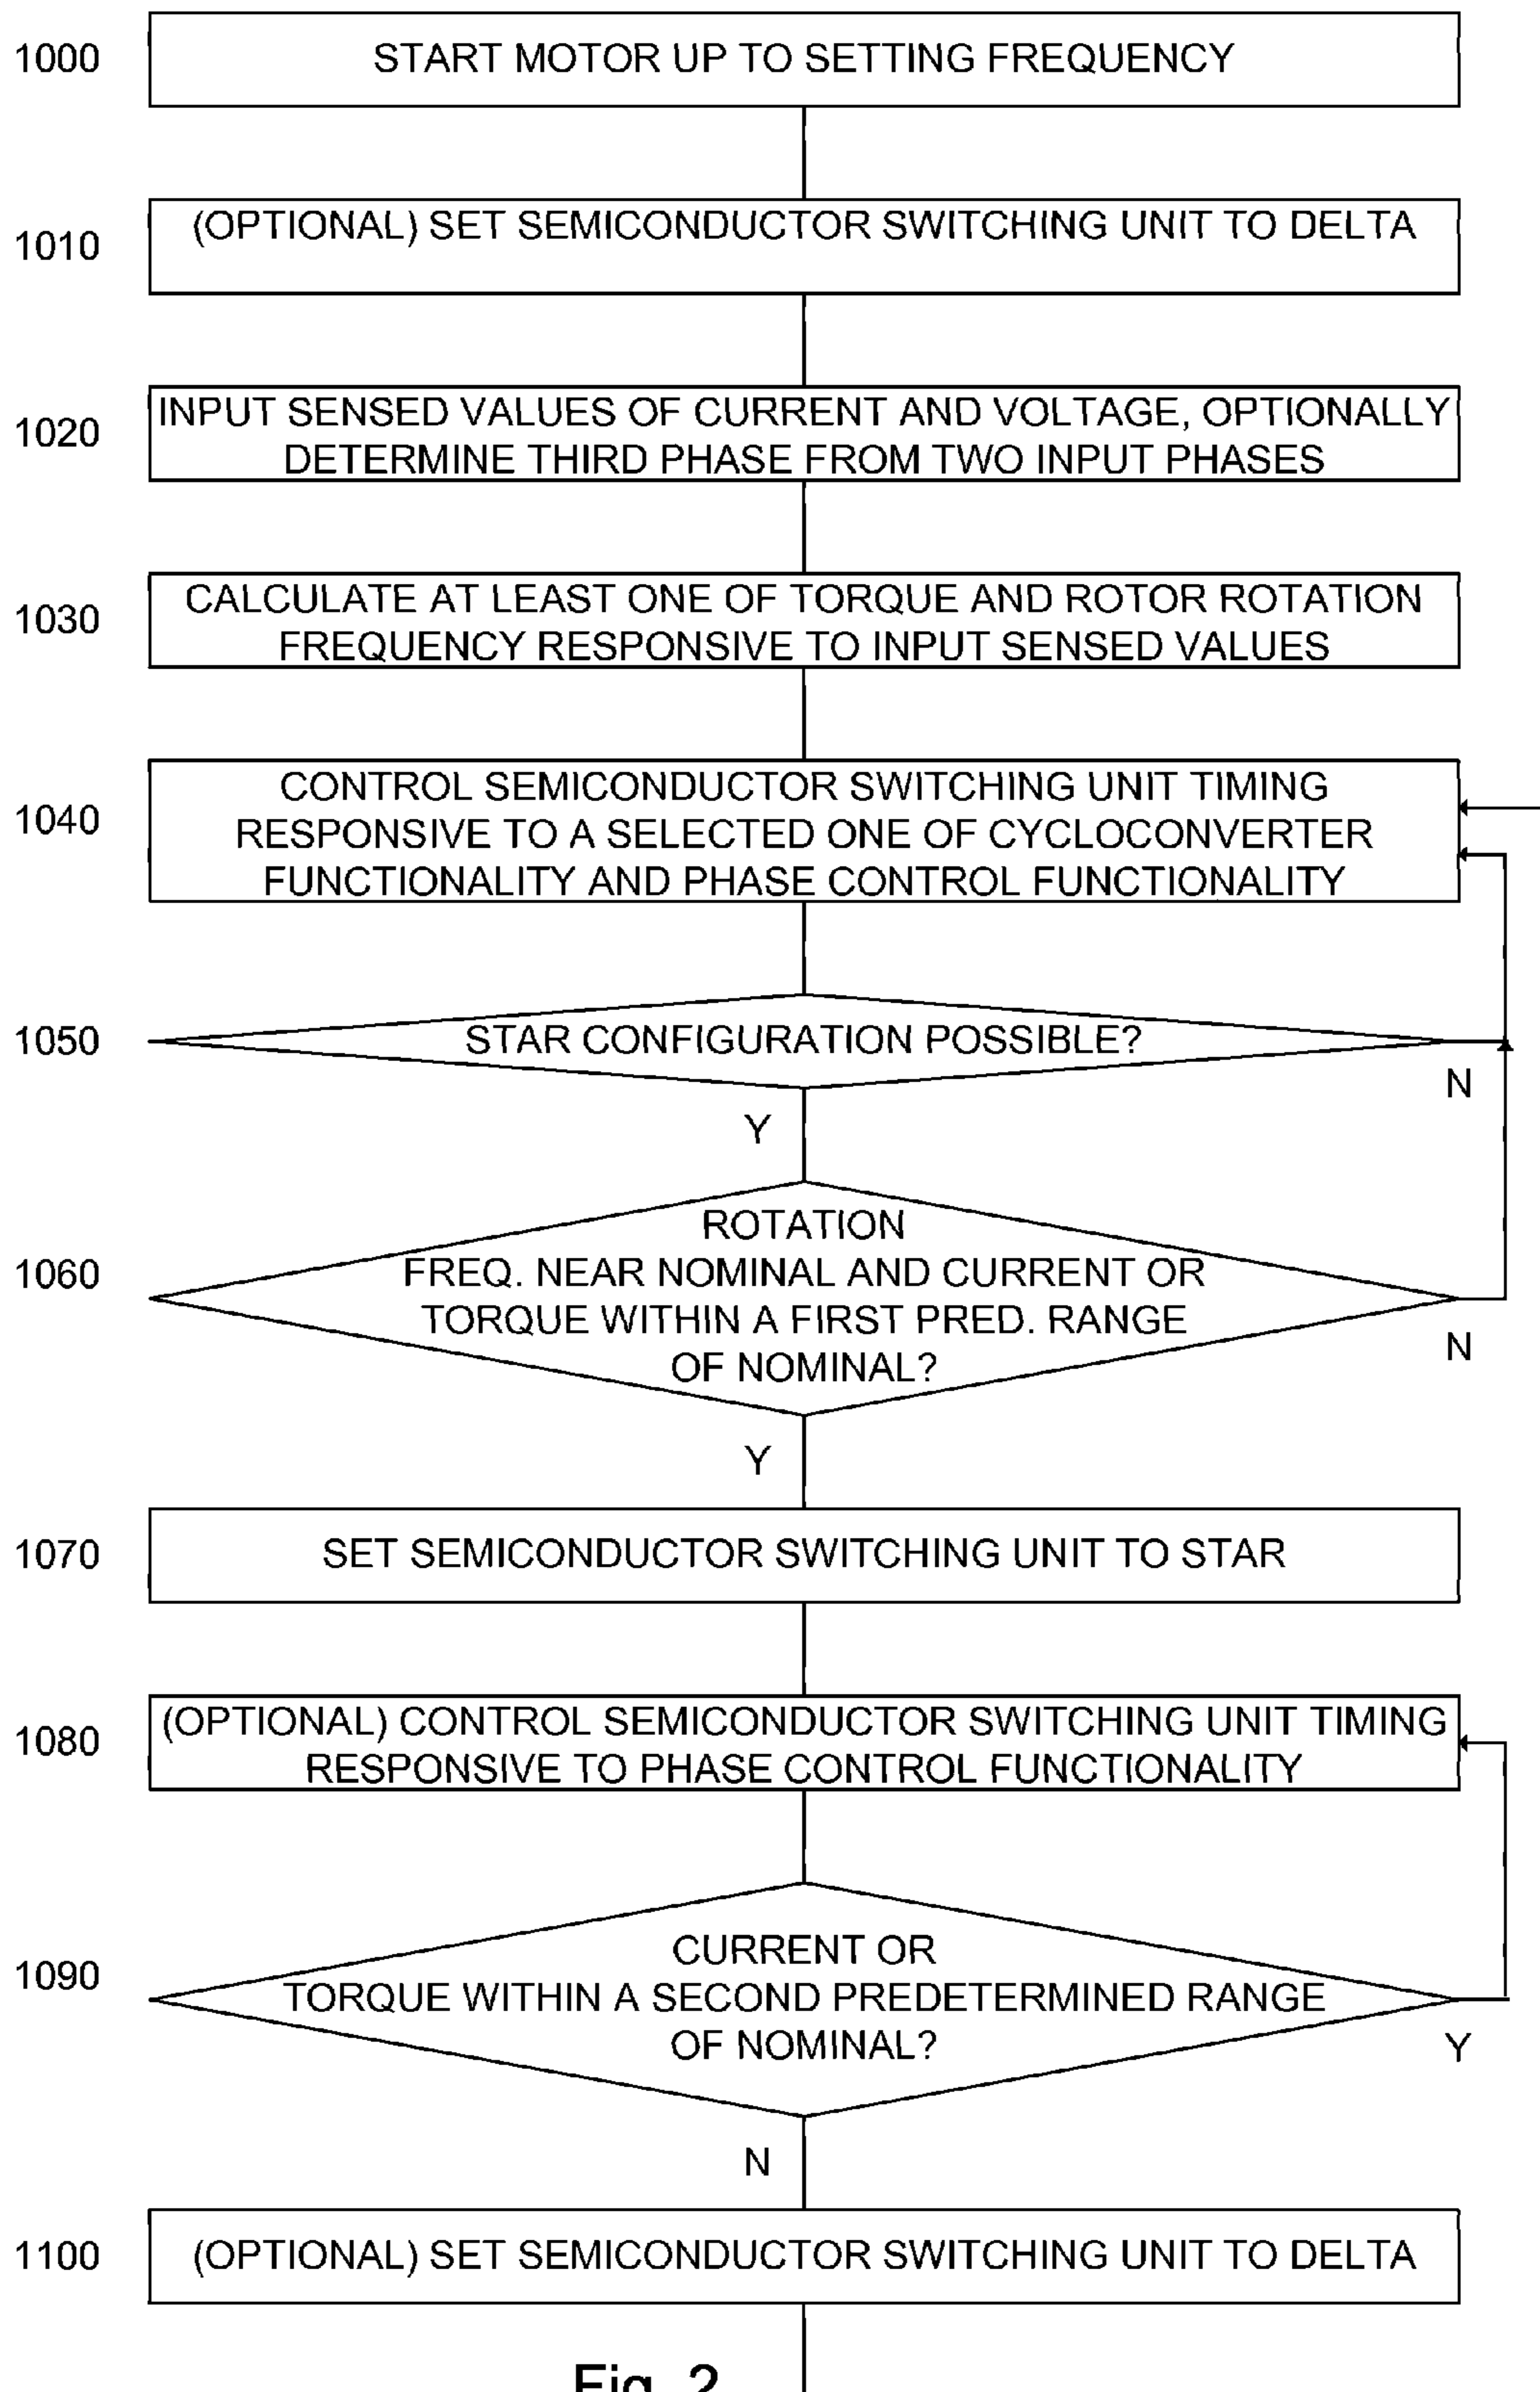 1000
START MOTOR UP TO SETTING FREQUENCY
1010
(OPTIONAL) SET SEMICONDUCTOR SWITCHING UNIT TO DELTA
1020
INPUT SENSED VALUES OF CURRENT AND VOLTAGE, OPTIONALLY
DETERMINE THIRD PHASE FROM TWO INPUT PHASES
1030
CALCULATE AT LEAST ONE OF TORQUE AND ROTOR ROTATION
FREQUENCY RESPONSIVE TO INPUT SENSED VALUES
1040
CONTROL SEMICONDUCTOR SWITCHING UNIT TIMING
RESPONSIVE TO A SELECTED ONE OF CYCLOCONVERTER
FUNCTIONALITY AND PHASE CONTROL FUNCTIONALITY
1050
STAR CONFIGURATION POSSIBLE?
N
Y
1060
ROTATION
FREQ. NEAR NOMINAL AND CURRENT OR
TORQUE WITHIN A FIRST PRED. RANGE
OF NOMINAL?
N
Y
1070
SET SEMICONDUCTOR SWITCHING UNIT TO STAR
1080
(OPTIONAL) CONTROL SEMICONDUCTOR SWITCHING UNIT TIMING
RESPONSIVE TO PHASE CONTROL FUNCTIONALITY
1090
CURRENT OR
TORQUE WITHIN A SECOND PREDETERMINED RANGE
OF NOMINAL?
Y
N
1100
(OPTIONAL) SET SEMICONDUCTOR SWITCHING UNIT TO DELTA
Fig. 2